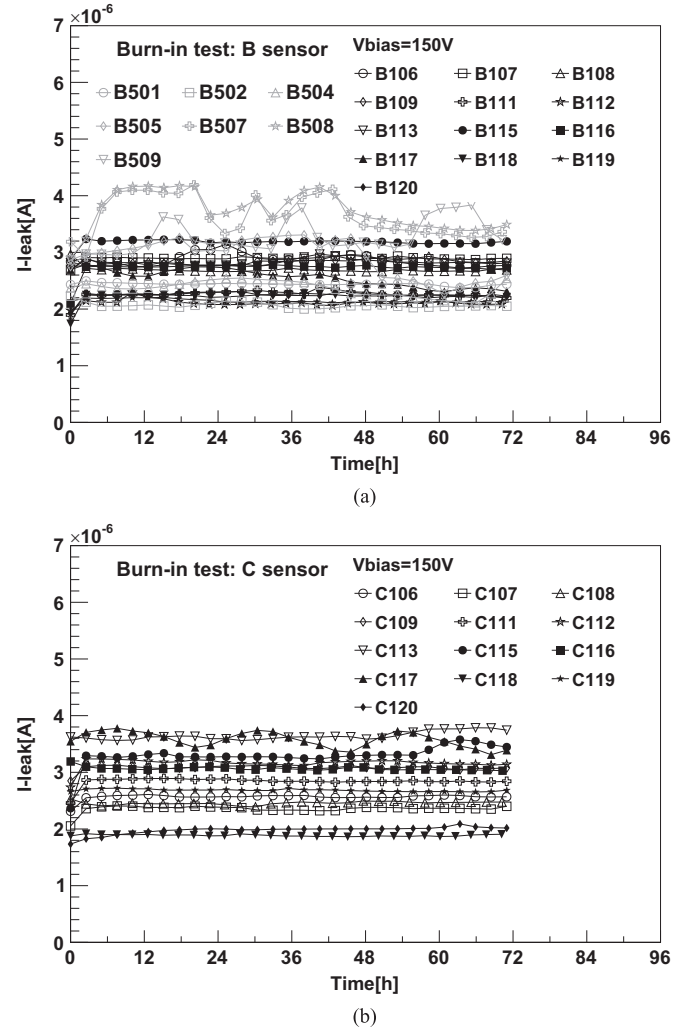 ×10⁻⁶
7
Burn-in test: B sensor
Vbias=150V
B501 B502 B504
B505 B507 B508
B509
B106 B107 B108
B109 B111 B112
B113 B115 B116
B117 B118 B119
B120
6
5
4
3
2
1
0
I-leak[A]
0 12 24 36 48 60 72 84 96
Time[h]
(a)
×10⁻⁶
7
Burn-in test: C sensor
Vbias=150V
C106 C107 C108
C109 C111 C112
C113 C115 C116
C117 C118 C119
C120
6
5
4
3
2
1
0
I-leak[A]
0 12 24 36 48 60 72 84 96
Time[h]
(b)